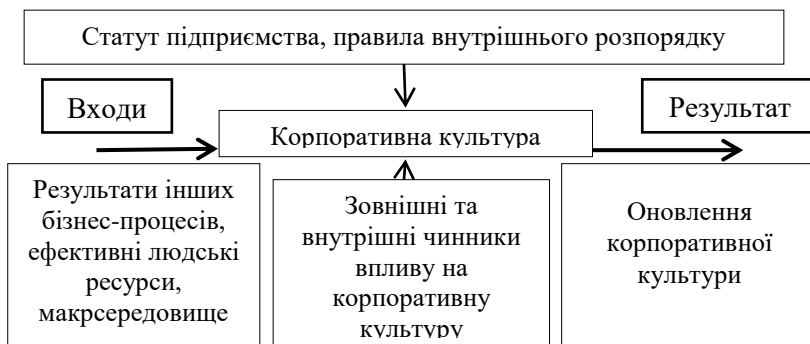 Статут підприємства, правила внутрішнього розпорядку
Входи
Результат
Корпоративна культура
Результати інших
бізнес-процесів,
ефективні людські
ресурси,
макрсередовище
Зовнішні та
внутрішні чинники
впливу на
корпоративну
культуру
Оновлення
корпоративної
культури